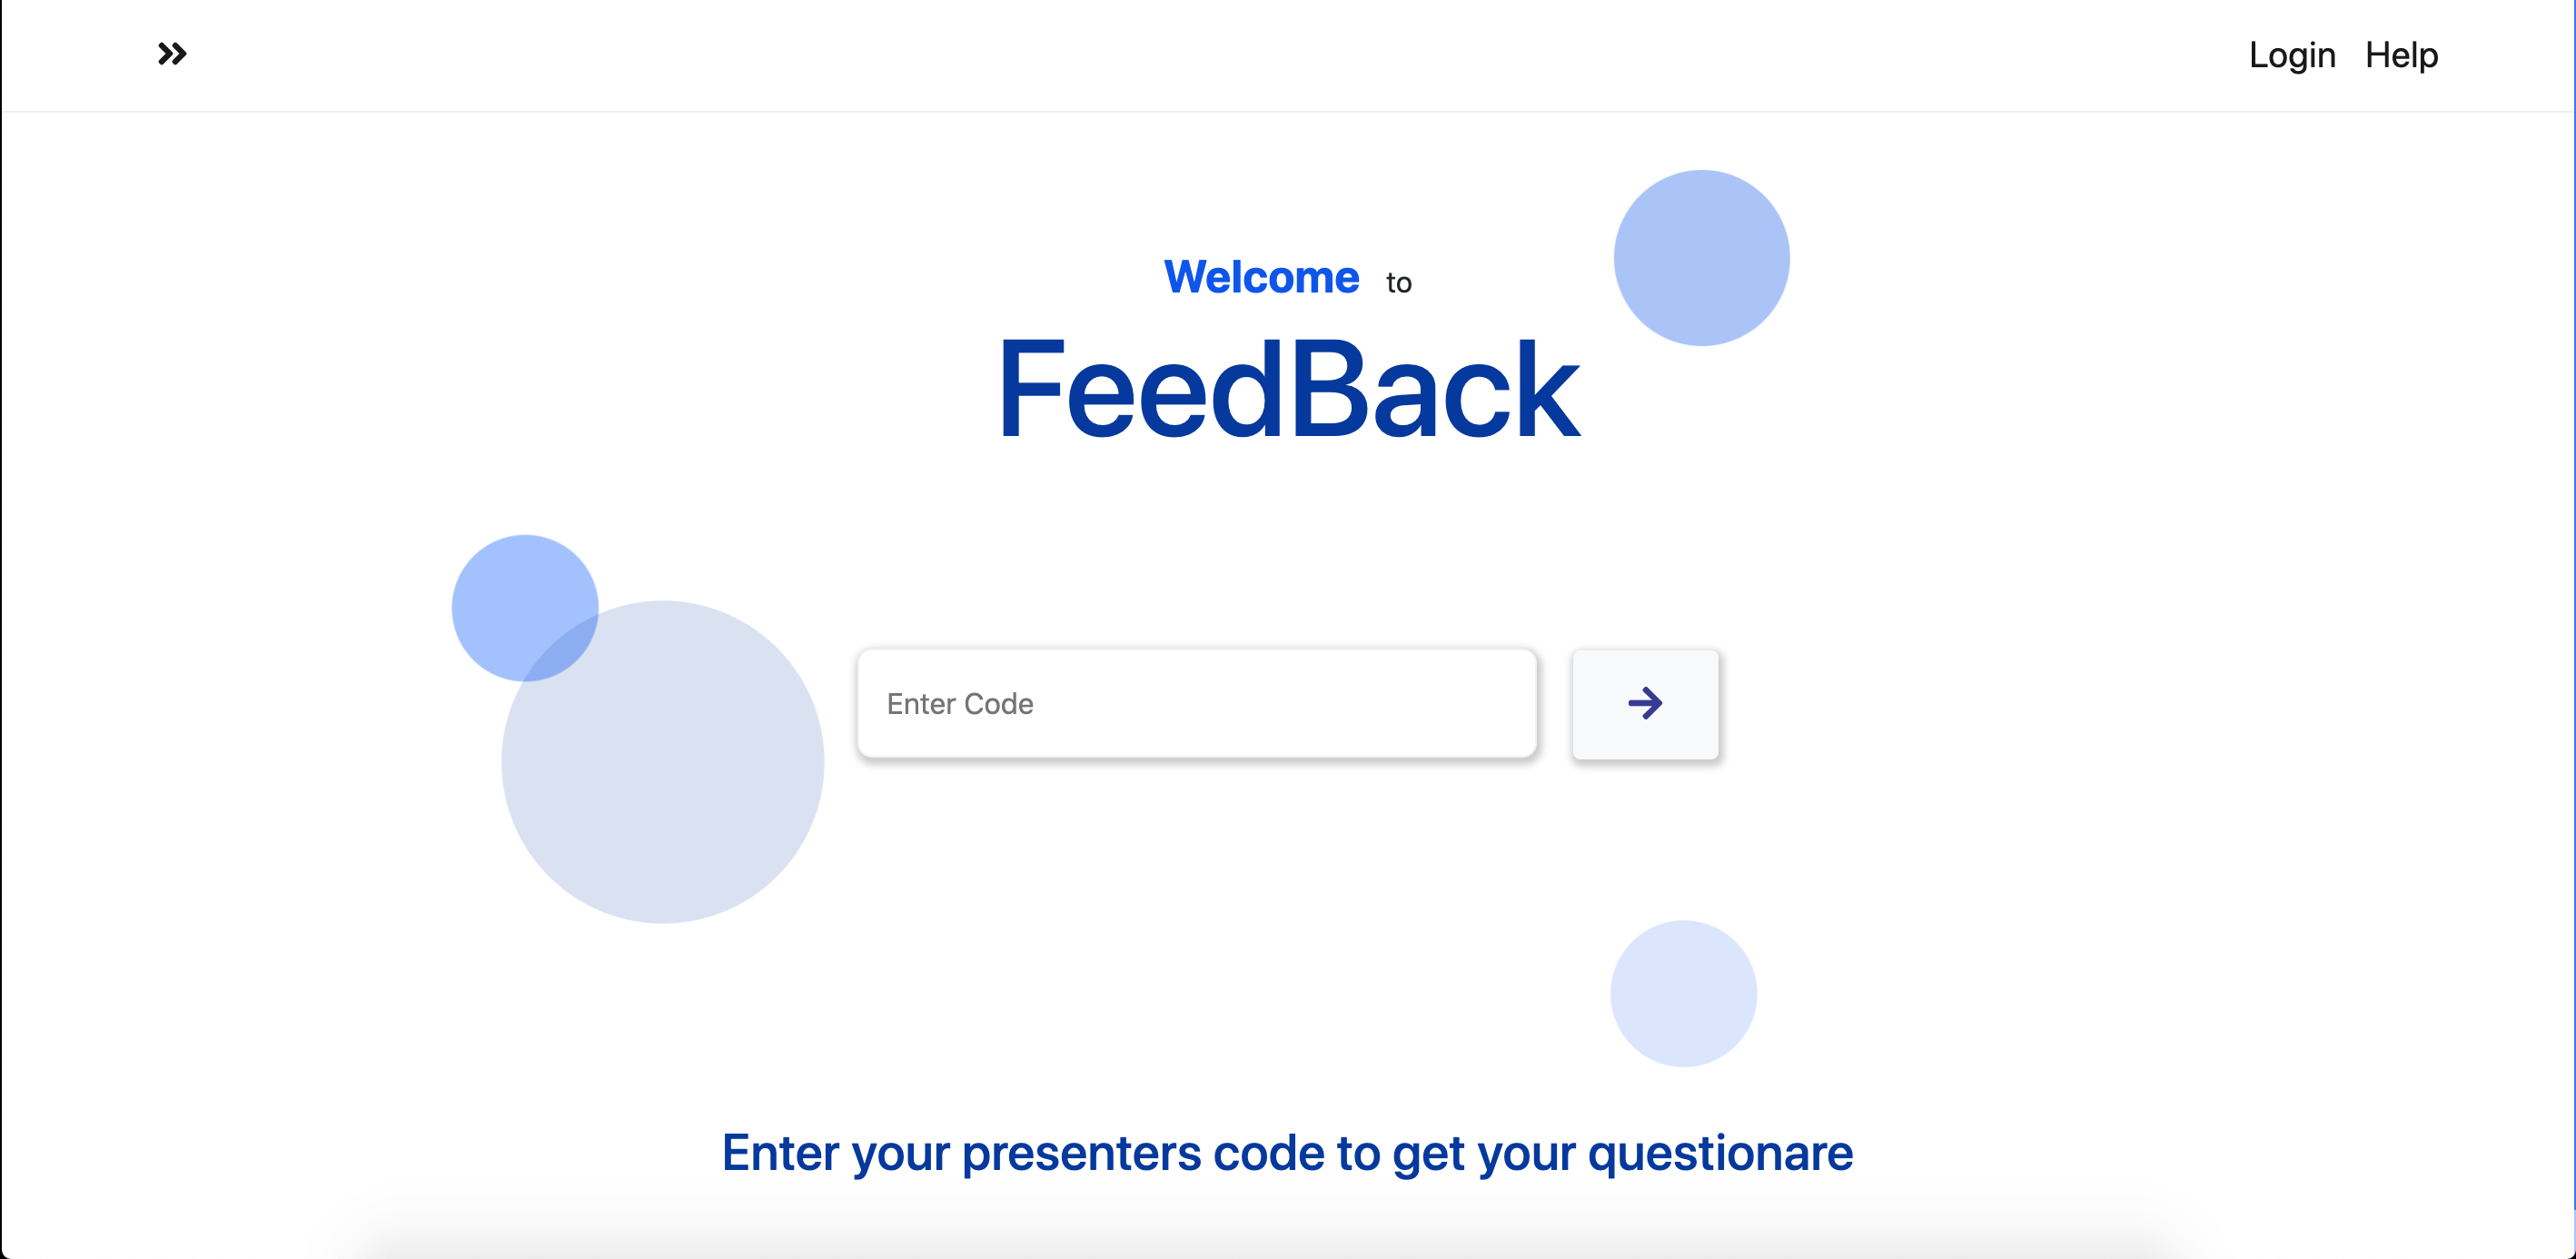 Login Help
Welcome to
FeedBack
Enter Code
Enter your presenters code to get your questionare